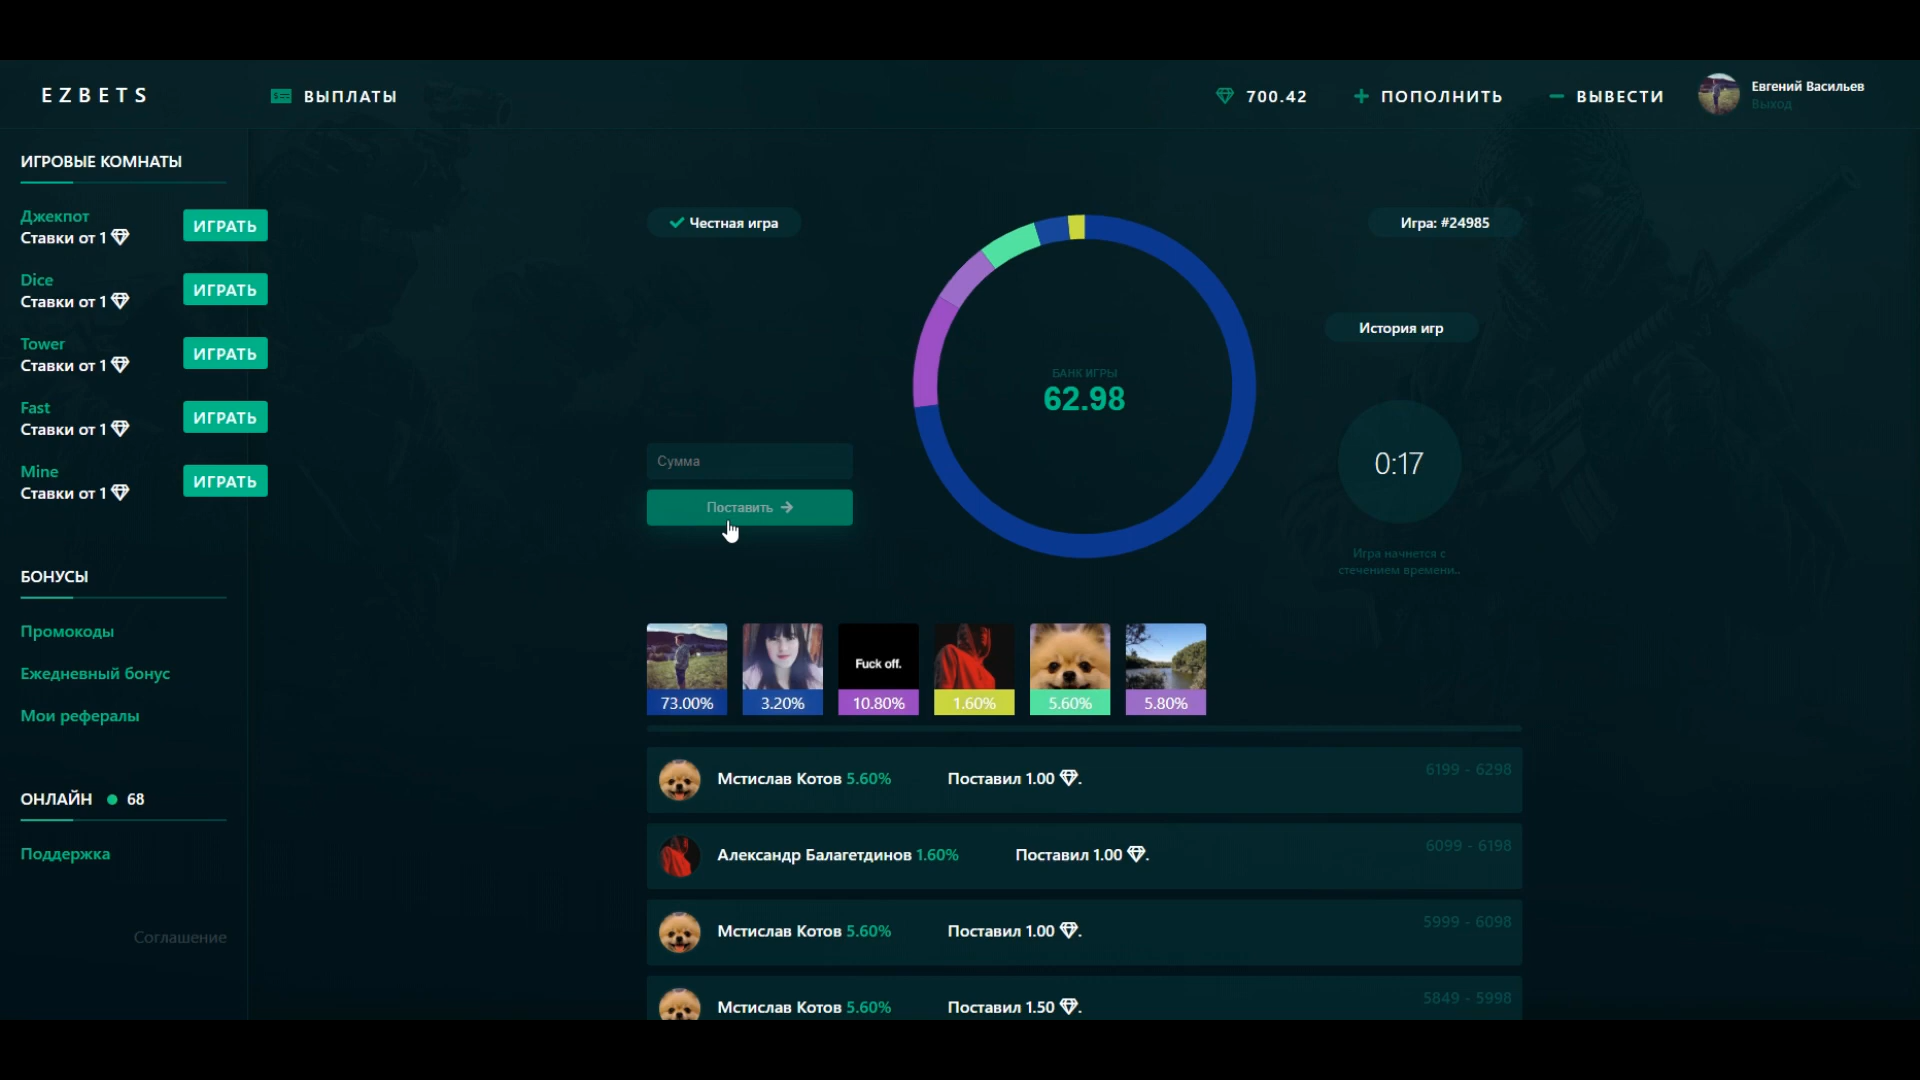 EZBETS
ВЫПЛАТЫ
700.42
ПОПОЛНИТЬ
ВЫВЕСТИ
Евгений Васильев
Выход
ИГРОВЫЕ КОМНАТЫ
Джекпот
Ставки от 1
ИГРАТЬ
Dice
Ставки от 1
ИГРАТЬ
Tower
Ставки от 1
ИГРАТЬ
Fast
Ставки от 1
ИГРАТЬ
Mine
Ставки от 1
ИГРАТЬ
БОНУСЫ
Промокоды
Ежедневный бонус
Мои рефералы
ОНЛАЙН 68
Поддержка
Соглашение
Честная игра
Игра: #24985
История игр
БАНК ИГРЫ
62.98
Сумма
Поставить
0:17
Игра начнется с
стечением времени..
Fuck off.
73.00%
3.20%
10.80%
1.60%
5.60%
5.80%
Мстислав Котов 5.60% Поставил 1.00 . 6199 - 6298
Александр Балагетдинов 1.60% Поставил 1.00 . 6099 - 6198
Мстислав Котов 5.60% Поставил 1.00 . 5999 - 6098
Мстислав Котов 5.60% Поставил 1.50 . 5849 - 5998